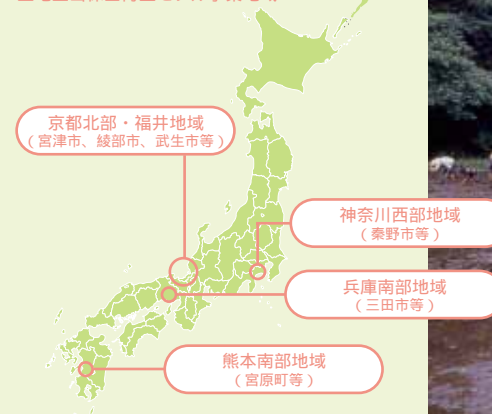 京都北部・福井地域
（宮津市、綾部市、武生市等）
神奈川西部地域
（秦野市等）
兵庫南部地域
（三田市等）
熊本南部地域
（宮原町等）